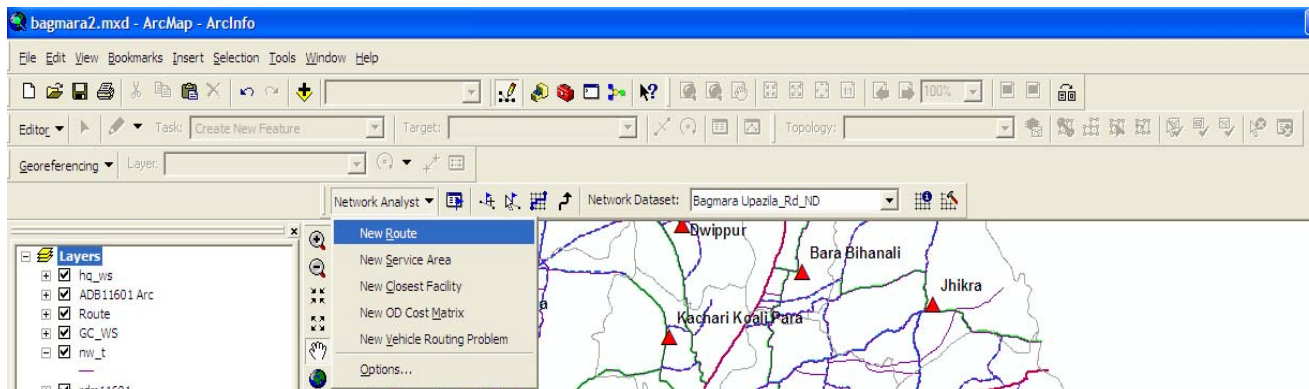 bagmara2.mxd - ArcMap - ArcInfo
File Edit View Bookmarks Insert Selection Tools Window Help
100%
Editor Task: Create New Feature Target: Topology:
Georeferencing Layer:
Network Analyst Network Dataset: Bagmara Upazila_Rd_ND
New Route
New Service Area
New Closest Facility
New OD Cost Matrix
New Vehicle Routing Problem
Options...
Layers
hq_ws
ADB11601 Arc
Route
GC_WS
nw_t
Dwippur
Bara Bihanali
Jhikra
Kachari Koali Para